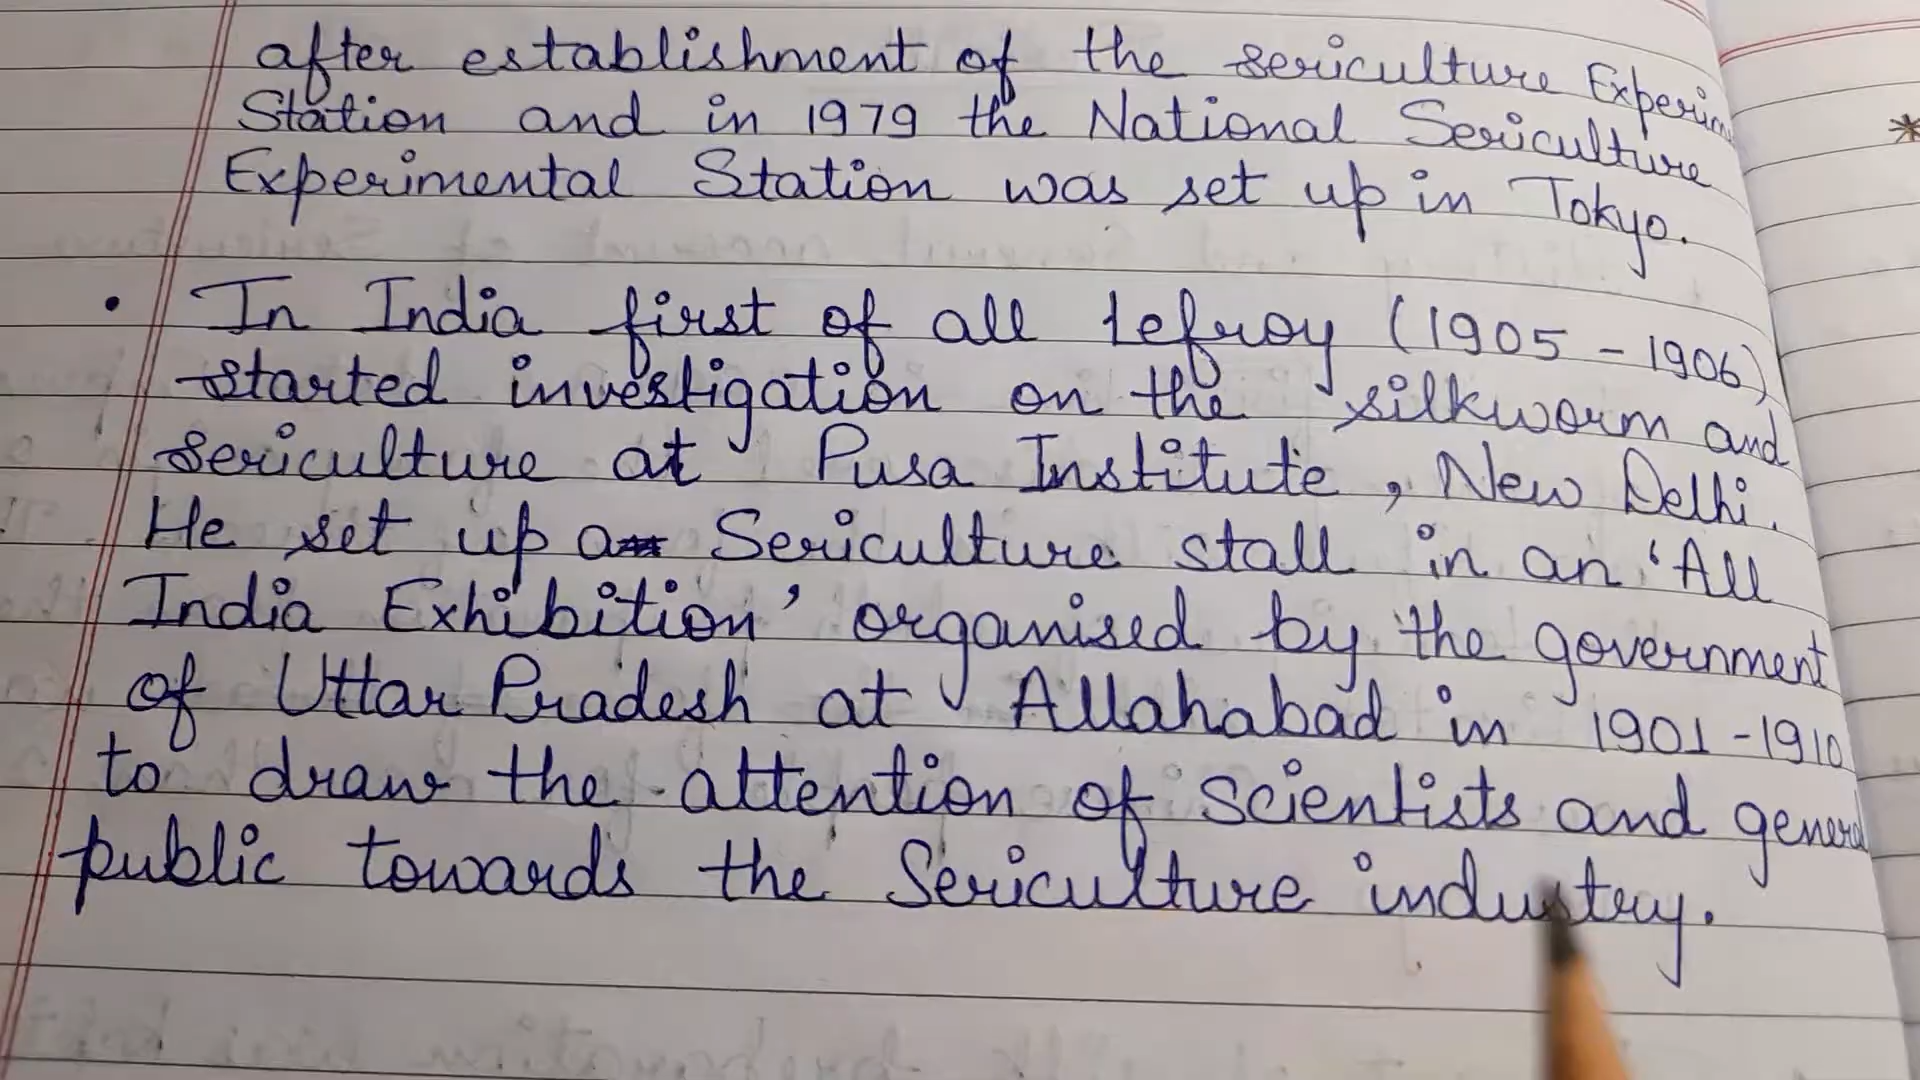 after establishment of the sericulture Experim
Station and in 1979 the National Sericulture
Experimental Station was set up in Tokyo.
• In India first of all lefroy (1905 - 1906)
started investigation on the silkworm and
sericulture at Pusa Institute, New Delhi.
He set up a Sericulture stall in an 'All
India Exhibition' organised by the government
of Uttar Pradesh at Allahabad in 1901-1910
to draw the attention of scientists and general
public towards the Sericulture industry.
*